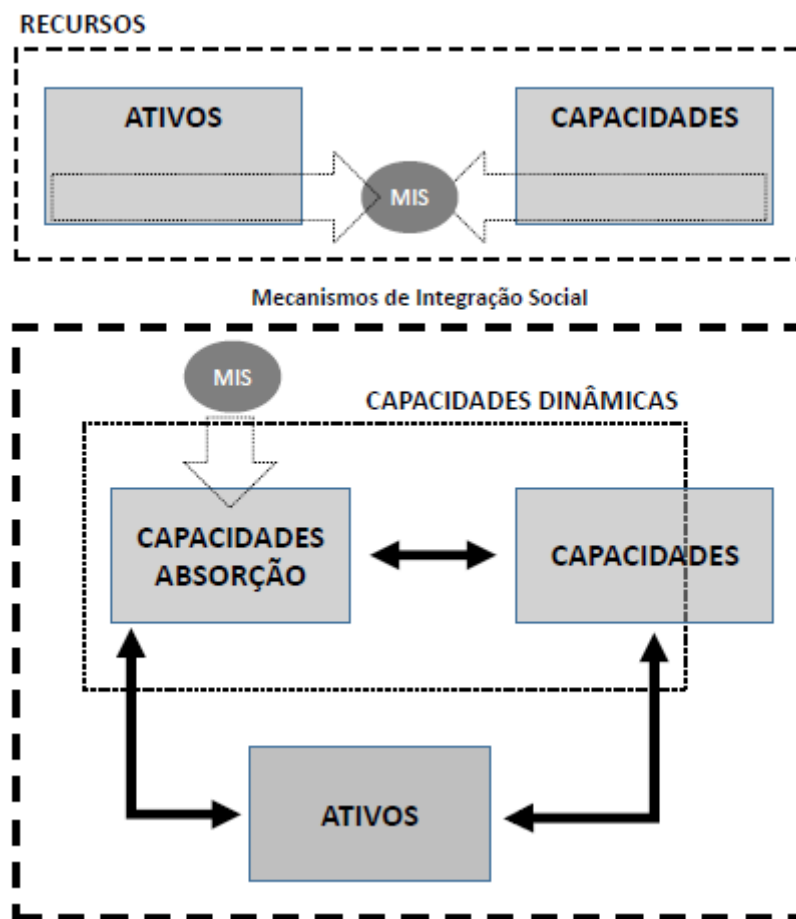 RECURSOS
ATIVOS
CAPACIDADES
MIS
Mecanismos de Integração Social
MIS
CAPACIDADES DINÂMICAS
CAPACIDADES
ABSORÇÃO
CAPACIDADES
ATIVOS